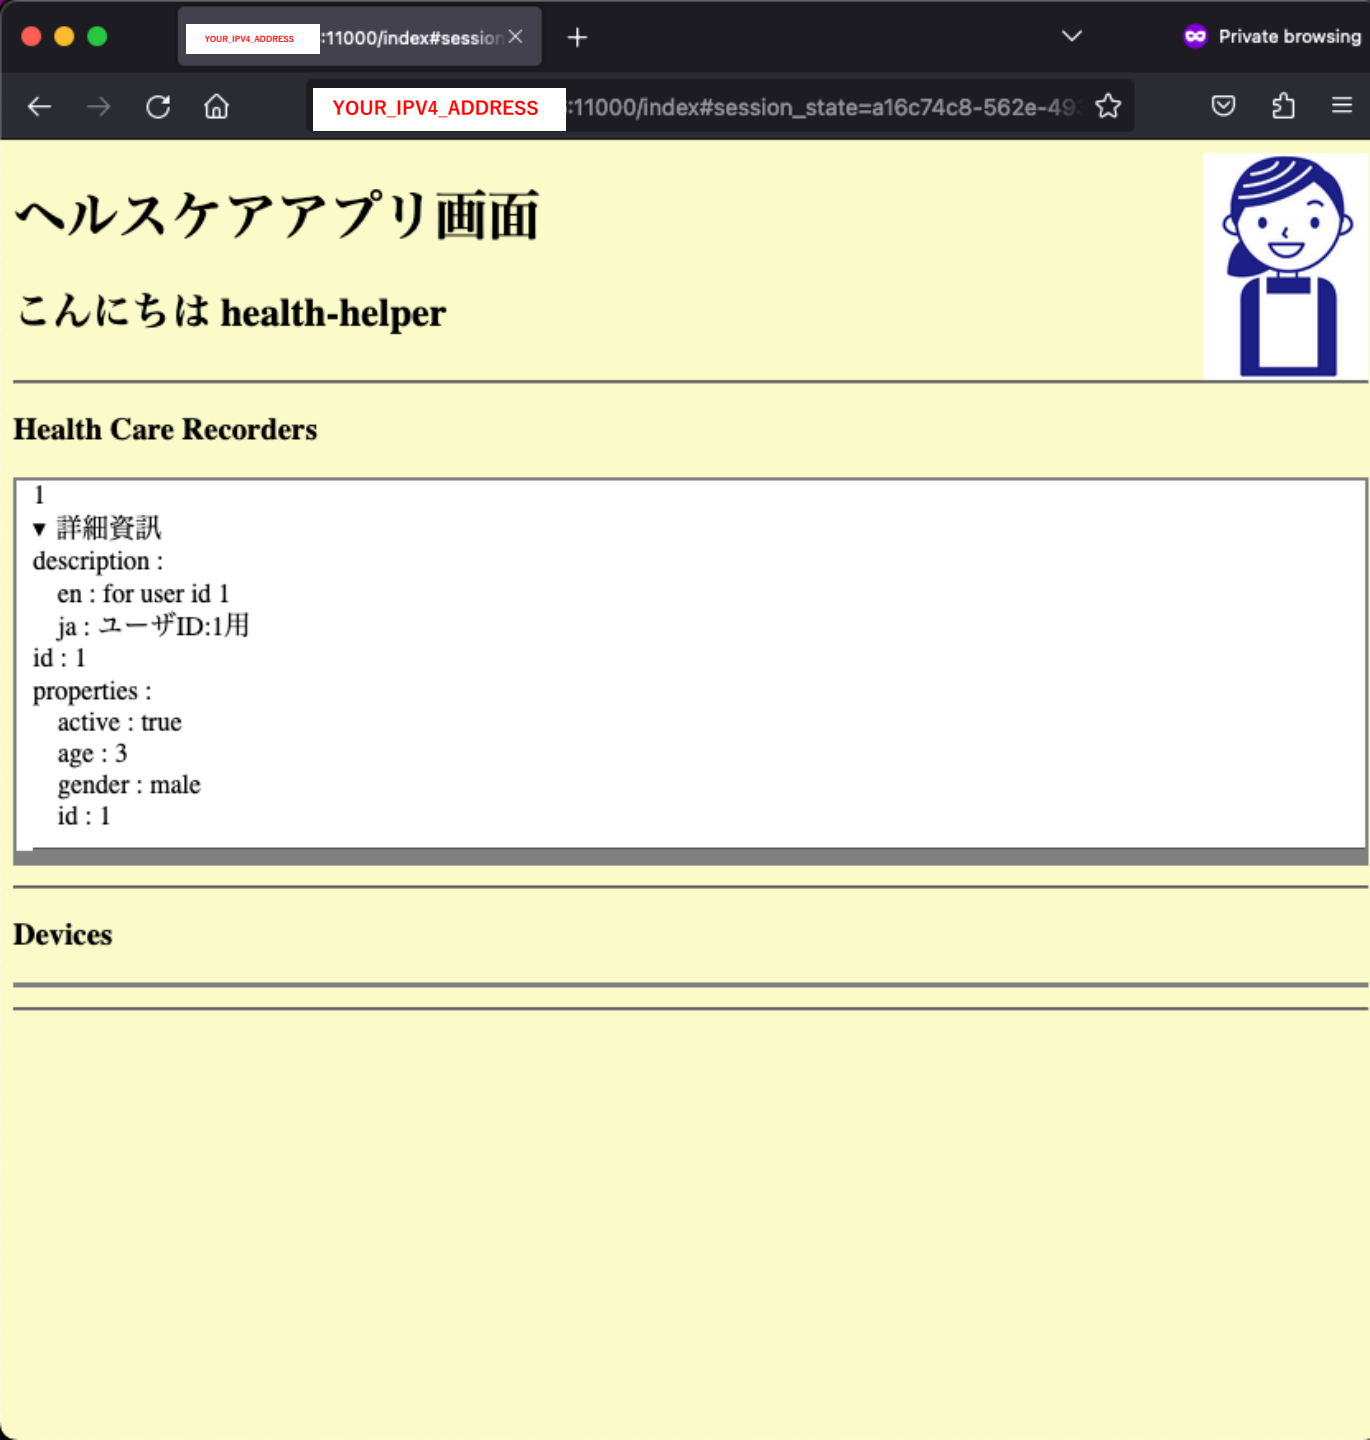 YOUR_IPV4_ADDRESS :11000/index#session
Private browsing
YOUR_IPV4_ADDRESS :11000/index#session_state=a16c74c8-562e-49
ヘルスケアアプリ画面
こんにちは health-helper
Health Care Recorders
1
▼ 詳細資訊
description :
en : for user id 1
ja : ユーザID:1用
id : 1
properties :
active : true
age : 3
gender : male
id : 1
Devices